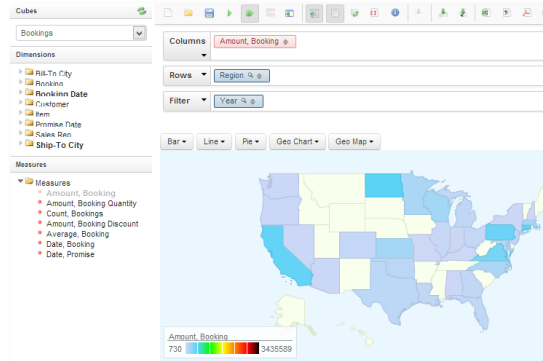 Cubes
Bookings
Dimensions
Bill-To City
Booking
Booking Date
Customer
Item
Promise Date
Sales Rep
Ship-To City
Measures
Measures
Amount, Booking
Amount, Booking Quantity
Count, Bookings
Amount, Booking Discount
Average, Booking
Date, Booking
Date, Promise
Columns
Amount, Booking
Rows
Region
Filter
Year
Bar
Line
Pie
Geo Chart
Geo Map
Amount, Booking
730
3435589